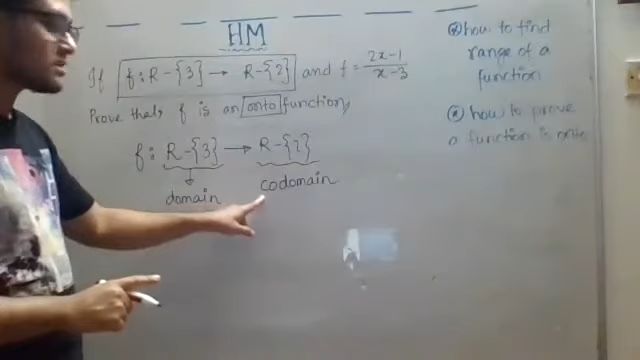 HM
If f: R-{3} → R-{2} and f = 2x-1 / x-3
Prove that, f is an onto function,
f: R-{3} → R-{2}
domain
codomain
how to find
range of a
function
how to prove
a function is onto